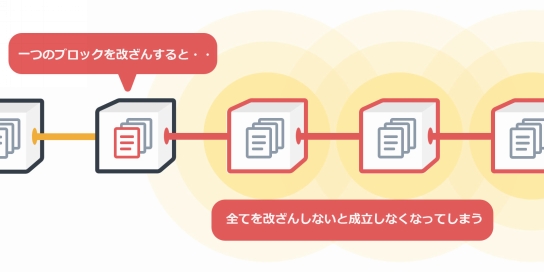 一つのブロックを改ざんすると・・
全てを改ざんしないと成立しなくなってしまう